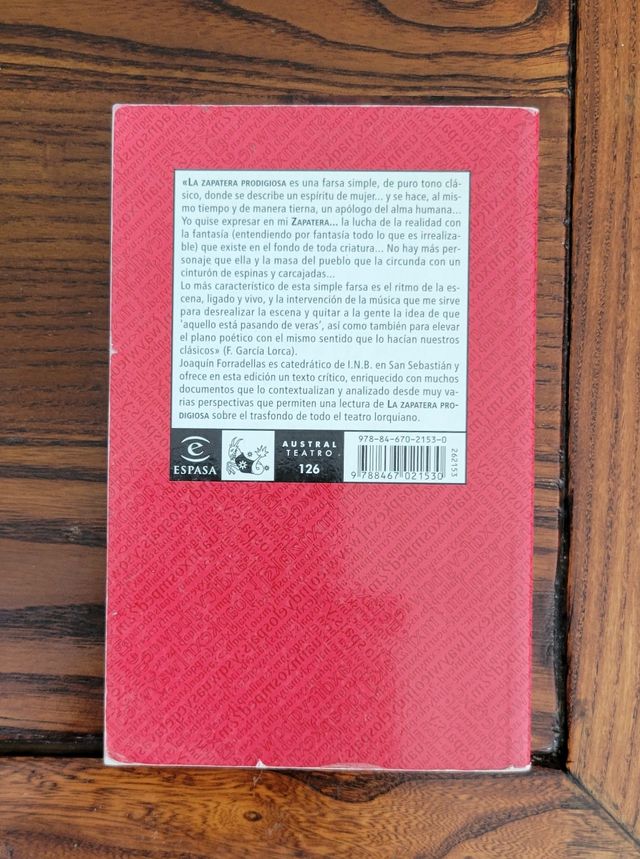 «LA ZAPATERA PRODIGIOSA es una farsa simple, de puro tono clá-
sico, donde se describe un espíritu de mujer... y se hace, al mismo
tiempo y de manera tierna, un apólogo del alma humana...
Yo quise expresar en mi ZAPATERA... la lucha de la realidad con
la fantasía (entendiendo por fantasía todo lo que es irrealiza-
ble) que existe en el fondo de toda criatura... No hay más per-
sonaje que ella y la masa del pueblo que la circunda con un
cinturón de espinas y carcajadas...
Lo más característico de esta simple farsa es el ritmo de la es-
cena, ligado y vivo, y la intervención de la música que me sirve
para desrealizar la escena y quitar a la gente la idea de que
'aquello está pasando de veras', así como también para elevar
el plano poético con el mismo sentido que lo hacían nuestros
clásicos» (F. García Lorca).
Joaquín Forradellas es catedrático de I.N.B. en San Sebastián y
ofrece en esta edición un texto crítico, enriquecido con muchos
documentos que lo contextualizan y analizado desde muy va-
rias perspectivas que permiten una lectura de LA ZAPATERA PRO-
DIGIOSA sobre el trasfondo de todo el teatro lorquiano.
e
ESPASA
AUSTRAL
TEATRO
126
978-84-670-2153-0
9 788467 021530
262153